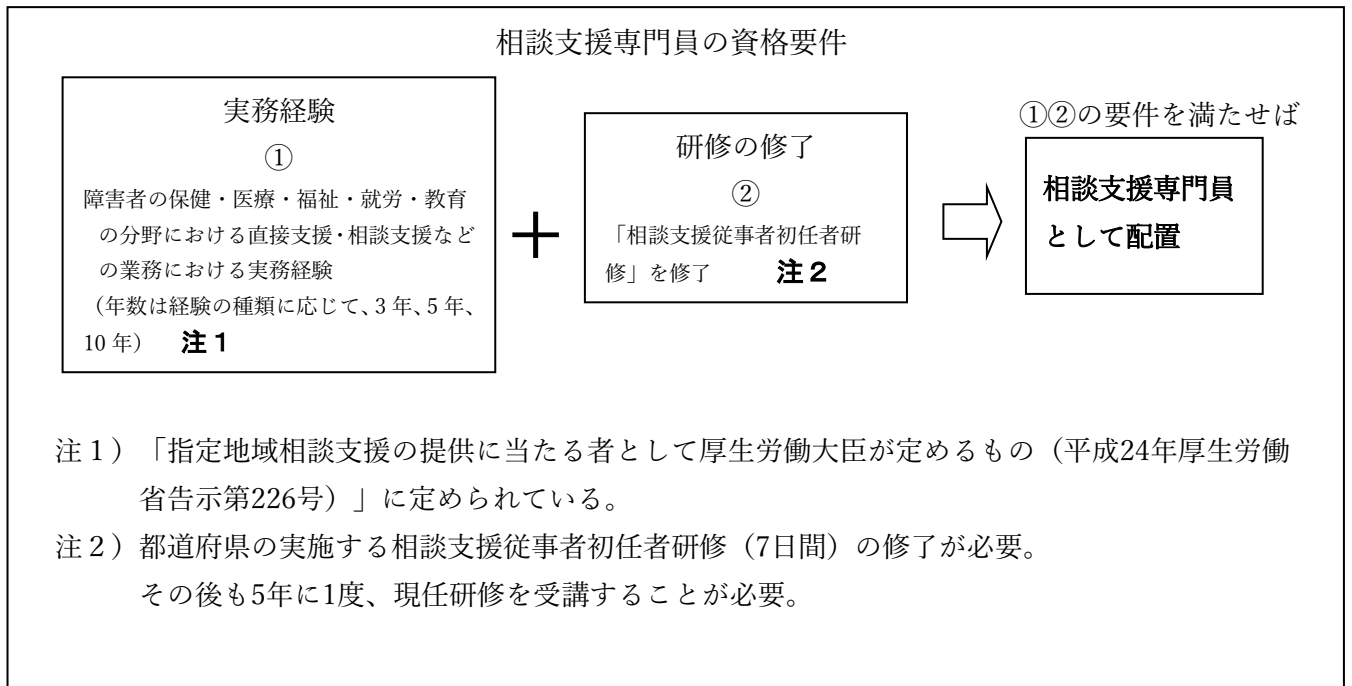 相談支援専門員の資格要件
実務経験
①
障害者の保健・医療・福祉・就労・教育
の分野における直接支援・相談支援など
の業務における実務経験
（年数は経験の種類に応じて、3 年、5 年、
10 年） 注１
＋
研修の修了
②
「相談支援従事者初任者研
修」を修了 注２
①②の要件を満たせば
相談支援専門員
として配置
注１）「指定地域相談支援の提供に当たる者として厚生労働大臣が定めるもの（平成24年厚生労働
省告示第226号）」に定められている。
注２）都道府県の実施する相談支援従事者初任者研修（7日間）の修了が必要。
その後も5年に1度、現任研修を受講することが必要。